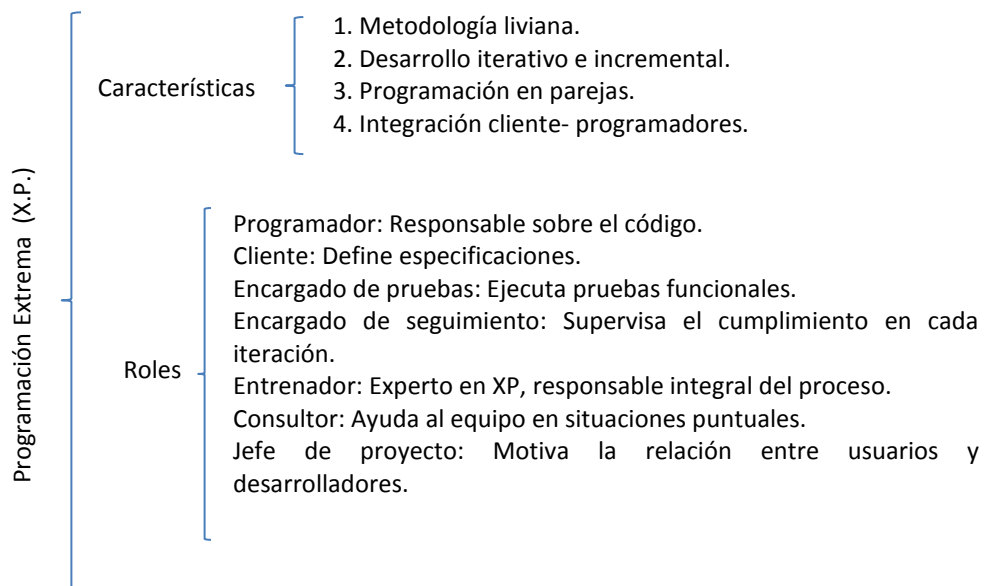 Programación Extrema (X.P.)
Características
1. Metodología liviana.
2. Desarrollo iterativo e incremental.
3. Programación en parejas.
4. Integración cliente- programadores.
Roles
Programador: Responsable sobre el código.
Cliente: Define especificaciones.
Encargado de pruebas: Ejecuta pruebas funcionales.
Encargado de seguimiento: Supervisa el cumplimiento en cada
iteración.
Entrenador: Experto en XP, responsable integral del proceso.
Consultor: Ayuda al equipo en situaciones puntuales.
Jefe de proyecto: Motiva la relación entre usuarios y
desarrolladores.